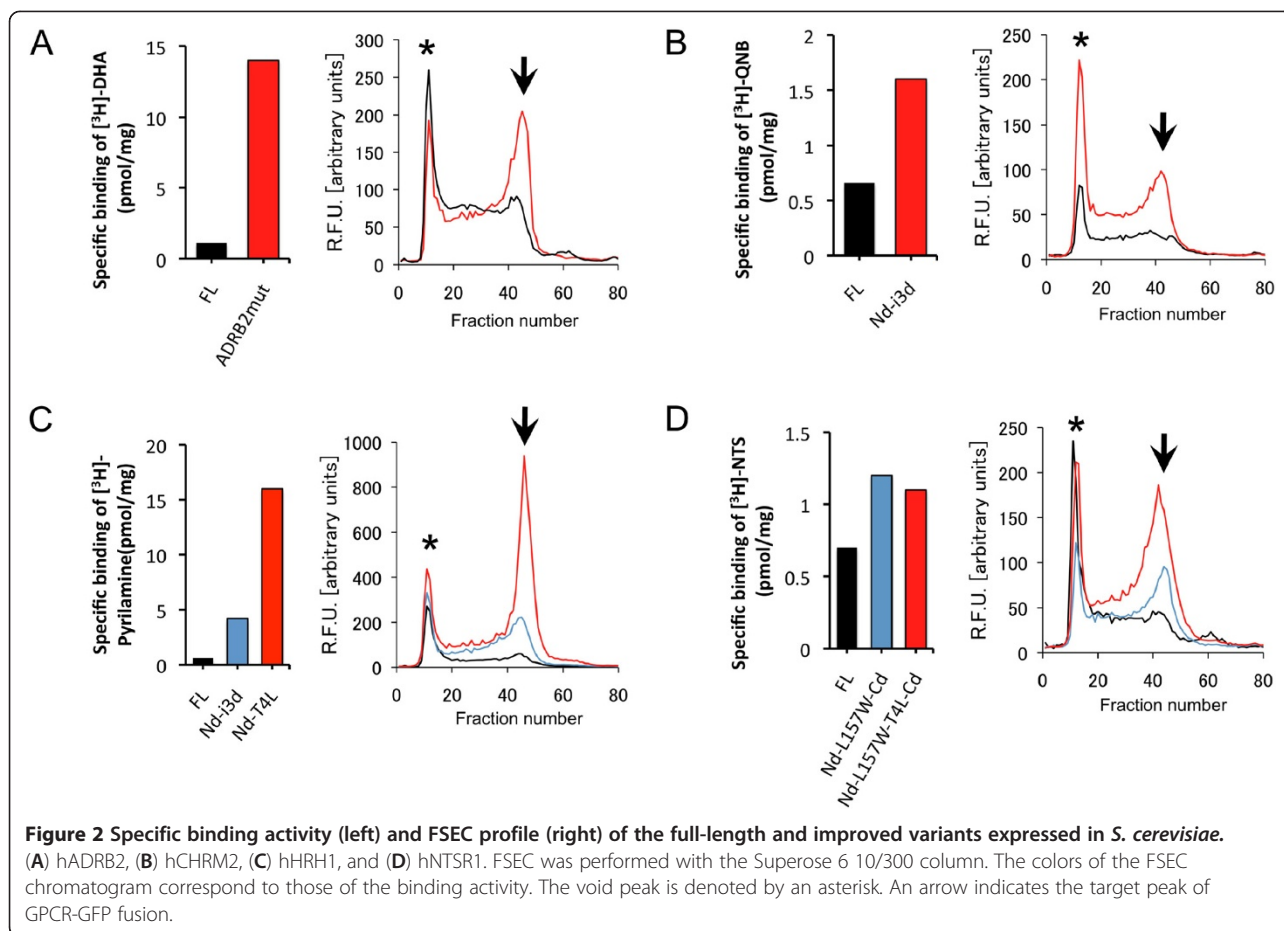 A
Specific binding of [³H]-DHA
(pmol/mg)
15
10
5
0
FL
ADRB2mut
R.F.U. [arbitrary units]
300
250
200
150
100
50
0
*
0 20 40 60 80
Fraction number
B
Specific binding of [³H]-QNB
(pmol/mg)
2
1.5
1
0.5
0
FL
Nd-i3d
R.F.U. [arbitrary units]
250
200
150
100
50
0
*
0 20 40 60 80
Fraction number
C
Specific binding of [³H]-
Pyrilamine(pmol/mg)
20
15
10
5
0
FL
Nd-i3d
Nd-T4L
R.F.U. [arbitrary units]
1000
800
600
400
200
0
*
0 20 40 60 80
Fraction number
D
Specific binding of [³H]-NTS
(pmol/mg)
1.5
1
0.5
0
FL
Nd-L157W-Cd
Nd-L157W-T4L-Cd
R.F.U. [arbitrary units]
250
200
150
100
50
0
*
0 20 40 60 80
Fraction number
Figure 2 Specific binding activity (left) and FSEC profile (right) of the full-length and improved variants expressed in S. cerevisiae.
(A) hADRB2, (B) hCHRM2, (C) hHRH1, and (D) hNTSR1. FSEC was performed with the Superose 6 10/300 column. The colors of the FSEC
chromatogram correspond to those of the binding activity. The void peak is denoted by an asterisk. An arrow indicates the target peak of
GPCR-GFP fusion.